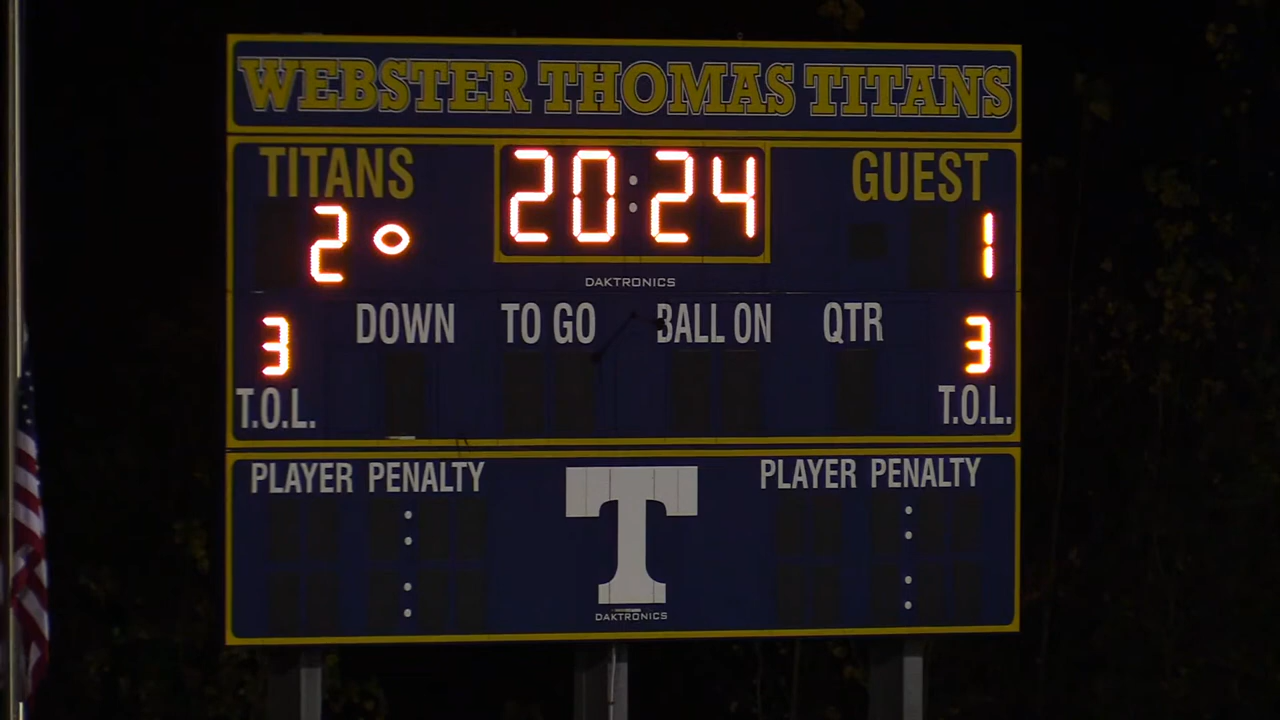 WEBSTER THOMAS TITANS
TITANS 20:24 GUEST
2 1
DAKTRONICS
DOWN TO GO BALL ON QTR
3 3
T.O.L. T.O.L.
PLAYER PENALTY PLAYER PENALTY
T
DAKTRONICS